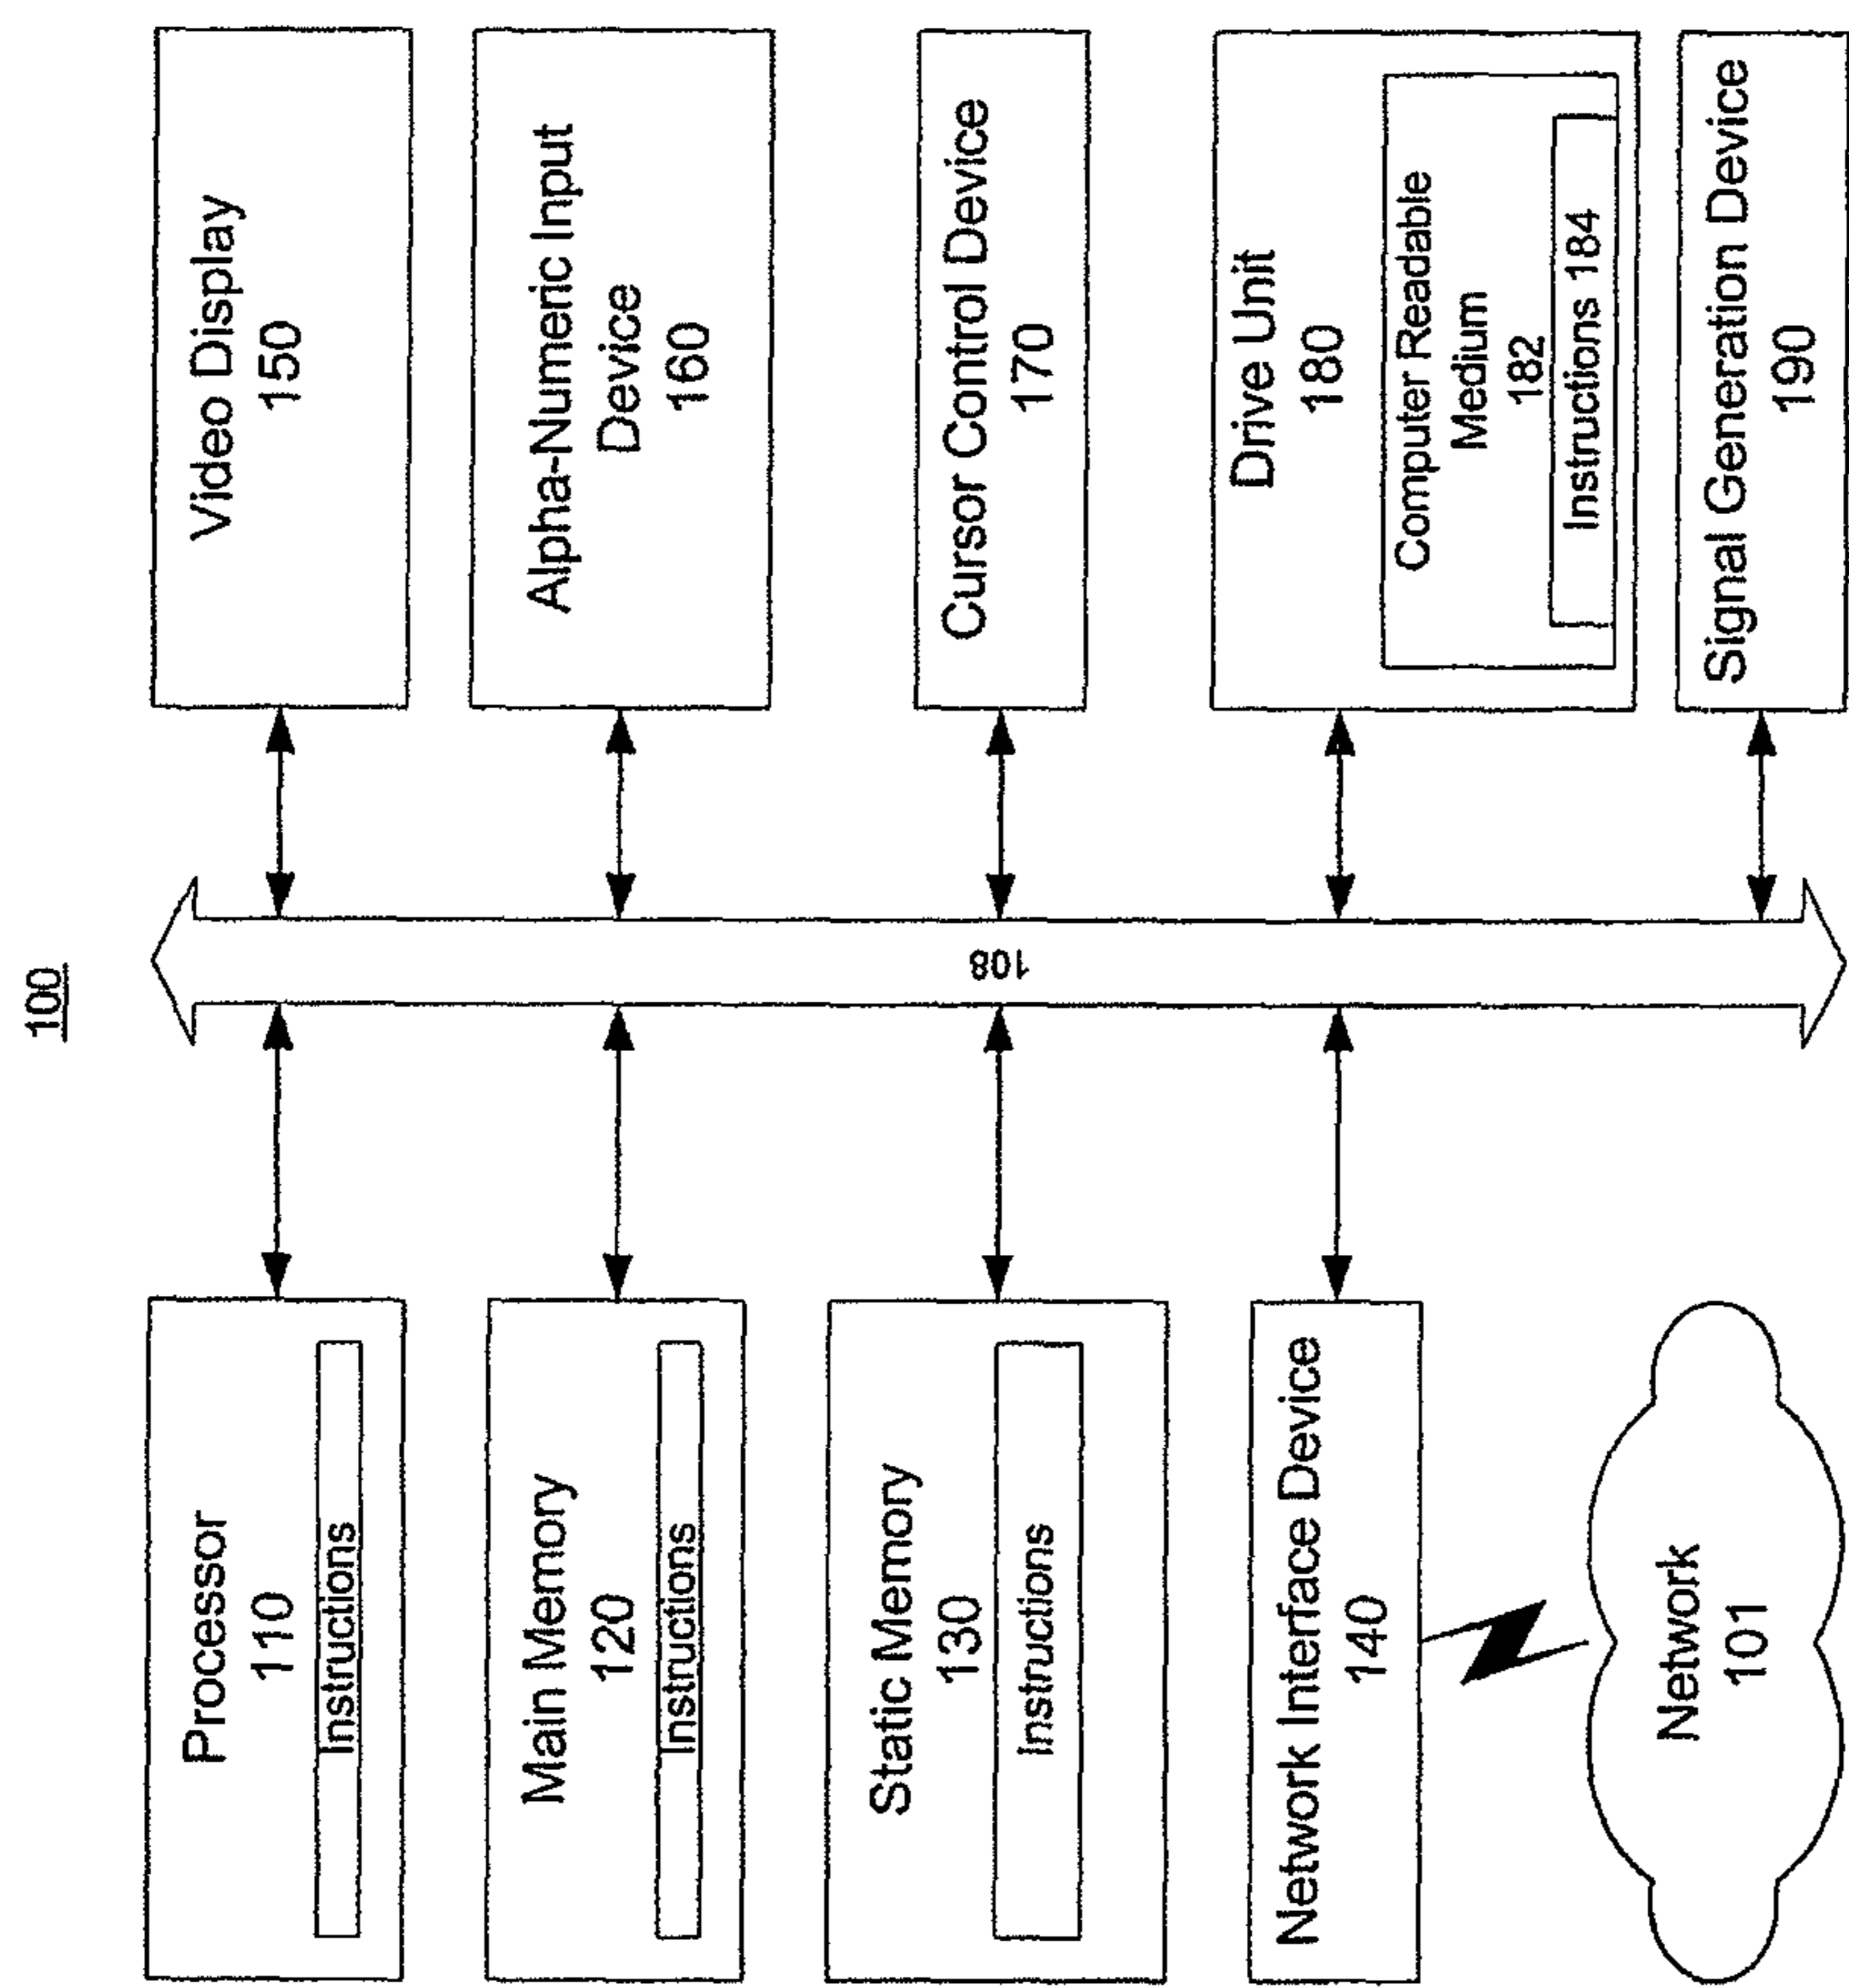 100
Processor
110
Instructions
Main Memory
120
Instructions
Static Memory
130
Instructions
Network Interface Device
140
Network
101
108
Video Display
150
Alpha-Numeric Input
Device
160
Cursor Control Device
170
Drive Unit
180
Computer Readable
Medium
182
Instructions 184
Signal Generation Device
190